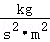 kg
s² * m²